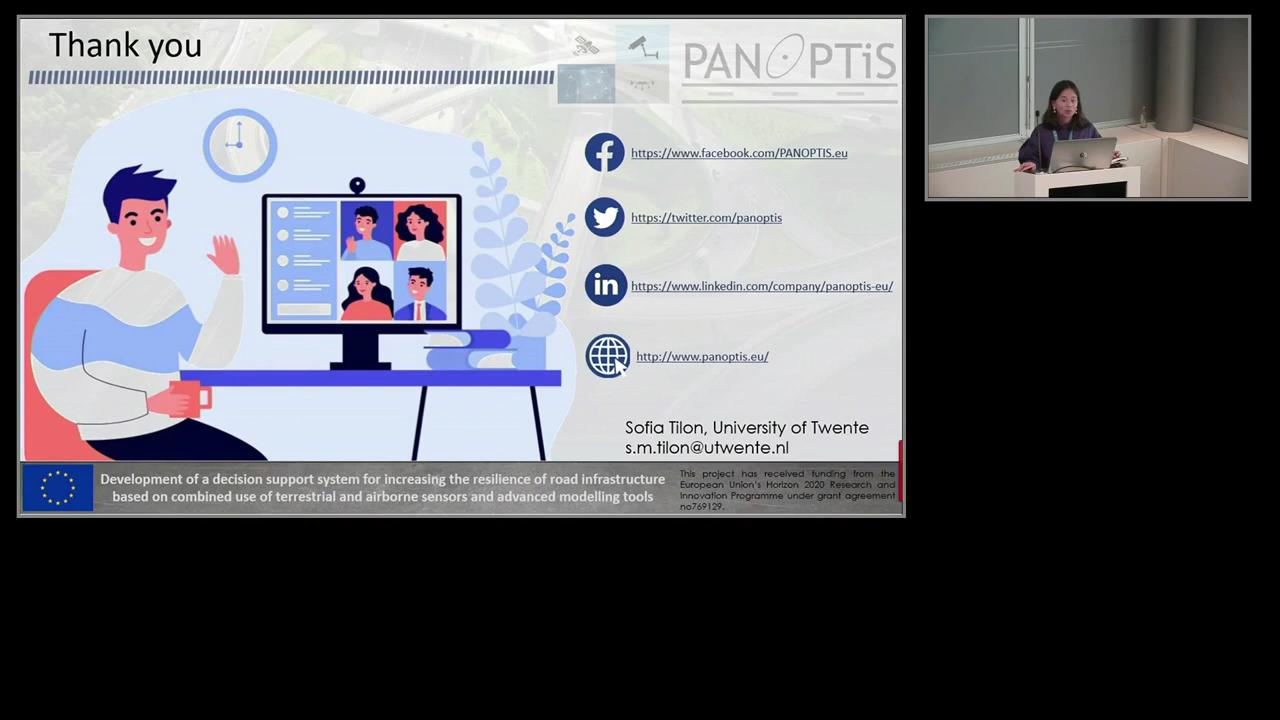 Thank you
PANOPTiS
https://www.facebook.com/PANOPTIS.eu
https://twitter.com/panoptis
in
https://www.linkedin.com/company/panoptis-eu/
http://www.panoptis.eu/
Sofia Tilon, University of Twente
s.m.tilon@utwente.nl
Development of a decision support system for increasing the resilience of road infrastructure
based on combined use of terrestrial and airborne sensors and advanced modelling tools
This project has received funding from the
European Union's Horizon 2020 Research and
Innovation Programme under grant agreement
no769129.